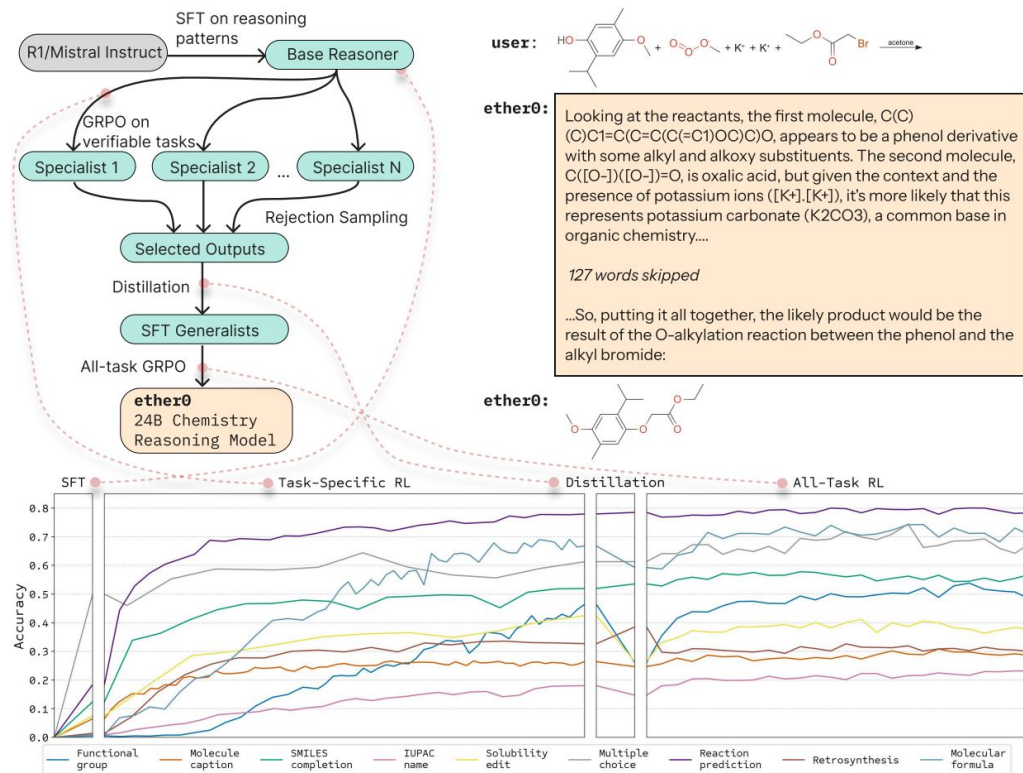 SFT on reasoning
patterns
R1/Mistral Instruct
Base Reasoner
GRPO on
verifiable tasks
Specialist 1
Specialist 2
...
Specialist N
Rejection Sampling
Selected Outputs
Distillation
SFT Generalists
All-task GRPO
ether0
24B Chemistry
Reasoning Model
user:
HO
O
+
O
O
O
+ K⁺ + K⁺ +
O
O
Br
acetone
ether0:
Looking at the reactants, the first molecule, C(C)
(C)C1=C(C=C(C(=C1)OC)C)O, appears to be a phenol derivative
with some alkyl and alkoxy substituents. The second molecule,
C([O-])([O-])=O, is oxalic acid, but given the context and the
presence of potassium ions ([K+].[K+]), it's more likely that this
represents potassium carbonate (K2CO3), a common base in
organic chemistry....
127 words skipped
...So, putting it all together, the likely product would be the
result of the O-alkylation reaction between the phenol and the
alkyl bromide:
ether0:
O
O
O
O
SFT
Task-Specific RL
Distillation
All-Task RL
Accuracy
0.8
0.7
0.6
0.5
0.4
0.3
0.2
0.1
0.0
Functional
group
Molecule
caption
SMILES
completion
IUPAC
name
Solubility
edit
Multiple
choice
Reaction
prediction
Retrosynthesis
Molecular
formula